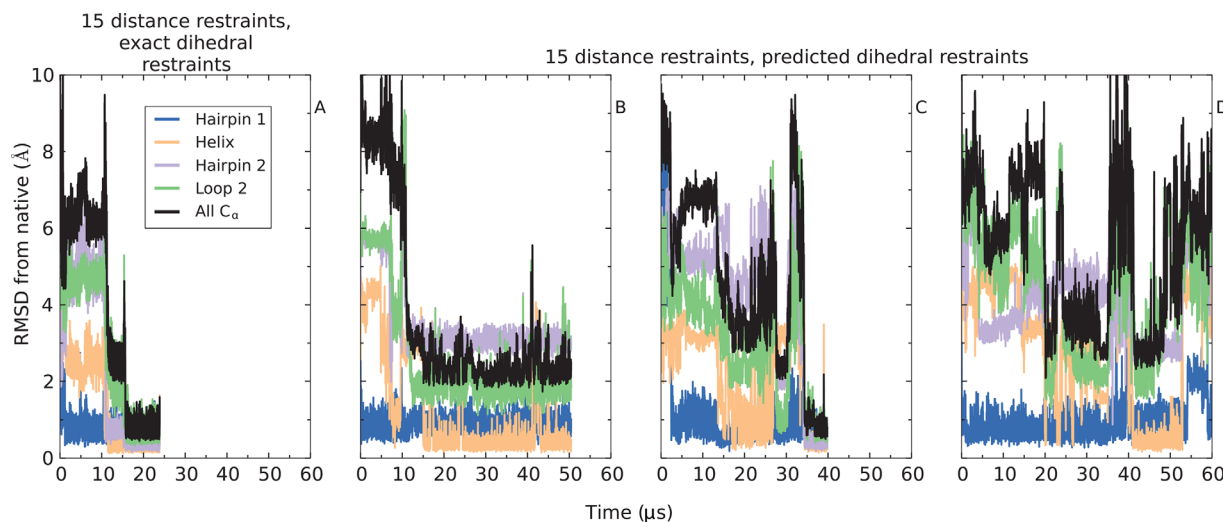 15 distance restraints,
exact dihedral
restraints
15 distance restraints, predicted dihedral restraints
RMSD from native (Å)
10
8
6
4
2
0
Hairpin 1
Helix
Hairpin 2
Loop 2
All Cα
A
B
C
D
0 10 20 30 40 50 60
0 10 20 30 40 50 60
0 10 20 30 40 50 60
0 10 20 30 40 50 60
Time (μs)